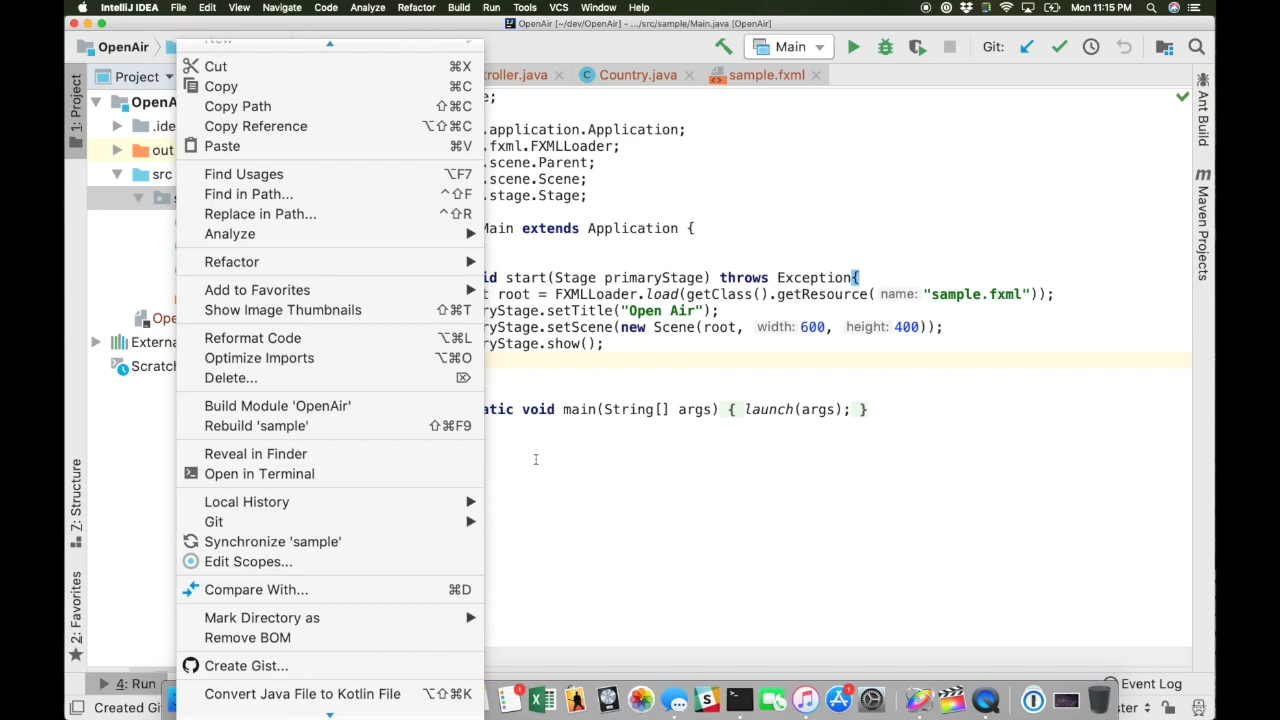 IntelliJ IDEA File Edit View Navigate Code Analyze Refactor Build Run Tools VCS Window Help Mon 11:15 PM
OpenAir [~/dev/OpenAir] - .../src/sample/Main.java [OpenAir]
OpenAir Main Git:
1: Project
Project
troller.java Country.java sample.fxml
OpenA
.ide
out
src
Ope
Externa
Scratch
Cut ⌘X
Copy ⌘C
Copy Path ⇧⌘C
Copy Reference ⌥⇧⌘C
Paste ⌘V
Find Usages ⌥F7
Find in Path... ^⇧F
Replace in Path... ^⇧R
Analyze
Refactor
Add to Favorites
Show Image Thumbnails ⇧⌘T
Reformat Code ⌥⌘L
Optimize Imports ⌥⌘O
Delete... ⌦
Build Module 'OpenAir'
Rebuild 'sample' ⇧⌘F9
Reveal in Finder
Open in Terminal
Local History
Git
Synchronize 'sample'
Edit Scopes...
Compare With... ⌘D
Mark Directory as
Remove BOM
Create Gist...
Convert Java File to Kotlin File ⌥⇧⌘K
;
.application.Application;
.fxml.FXMLLoader;
.scene.Parent;
.scene.Scene;
.stage.Stage;
Main extends Application {
id start(Stage primaryStage) throws Exception{
t root = FXMLLoader.load(getClass().getResource( name: "sample.fxml"));
ryStage.setTitle("Open Air");
ryStage.setScene(new Scene(root, width: 600, height: 400));
ryStage.show();
atic void main(String[] args) { launch(args); }
Ant Build
Maven Projects
7: Structure
2: Favorites
4: Run
Event Log
Created Gi
ster